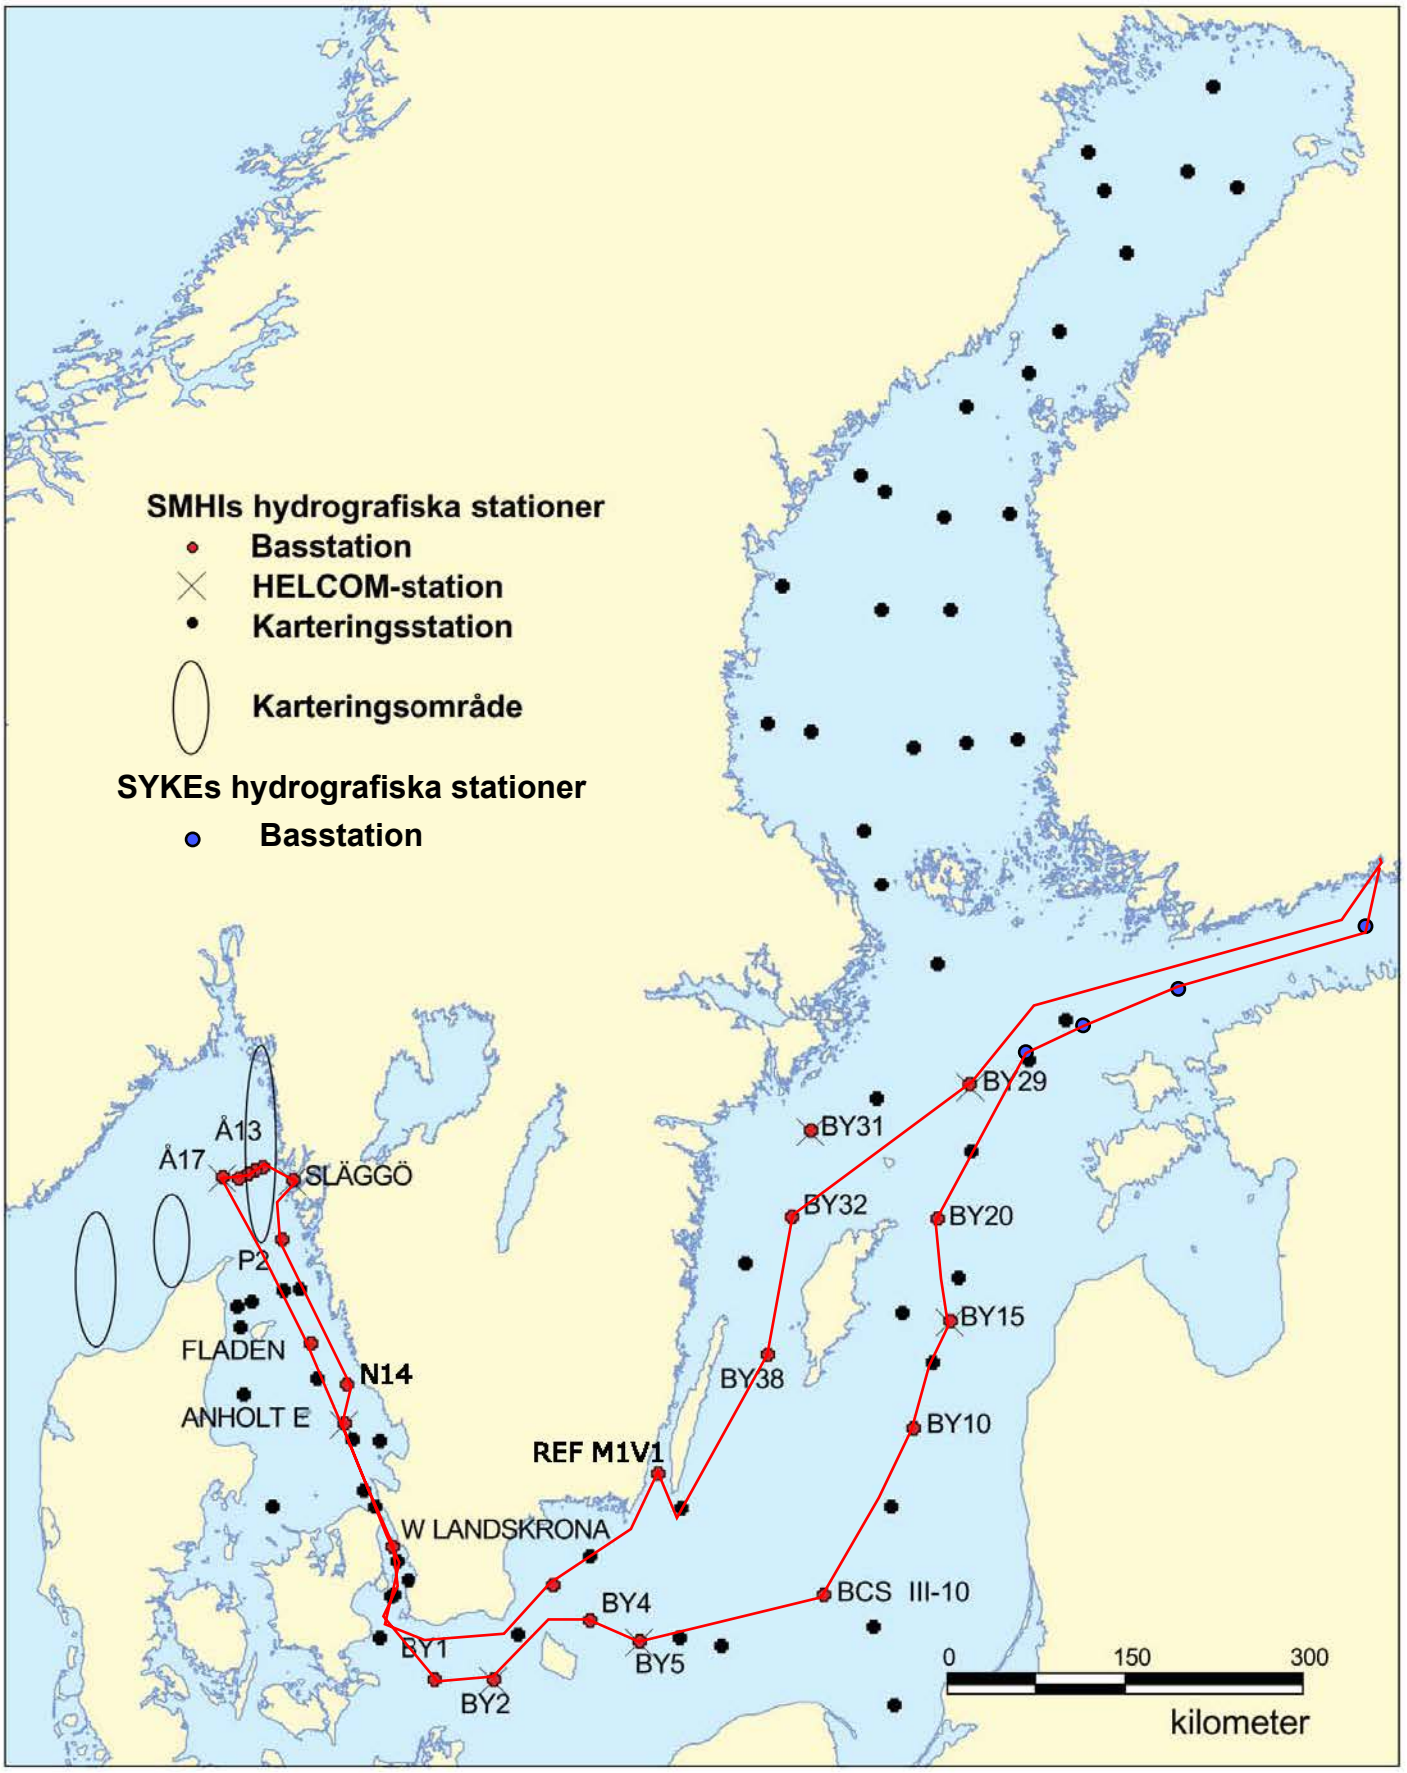 SMHIs hydrografiska stationer
Basstation
HELCOM-station
Karteringsstation
Karteringsområde
SYKEs hydrografiska stationer
Basstation
BY29
Å13
BY31
Å17
SLÄGGÖ
BY32
BY20
P2
BY15
FLADEN
N14
BY38
ANHOLT E
BY10
REF M1V1
W LANDSKRONA
BCS III-10
BY4
BY1
BY5
BY2
0 150 300
kilometer